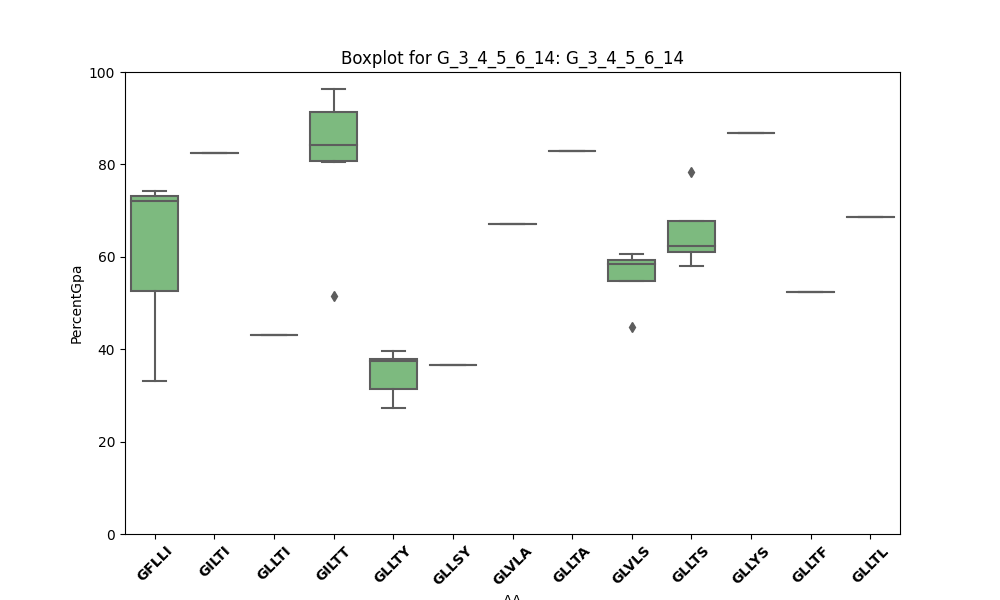 Boxplot for G_3_4_5_6_14: G_3_4_5_6_14
100
80
60
40
20
0
PercentGpa
GFLLI
GILTI
GLLTI
GILTT
GLLTY
GLLSY
GLVLA
GLLTA
GLVLS
GLLTS
GLLYS
GLLTF
GLLTL
AA